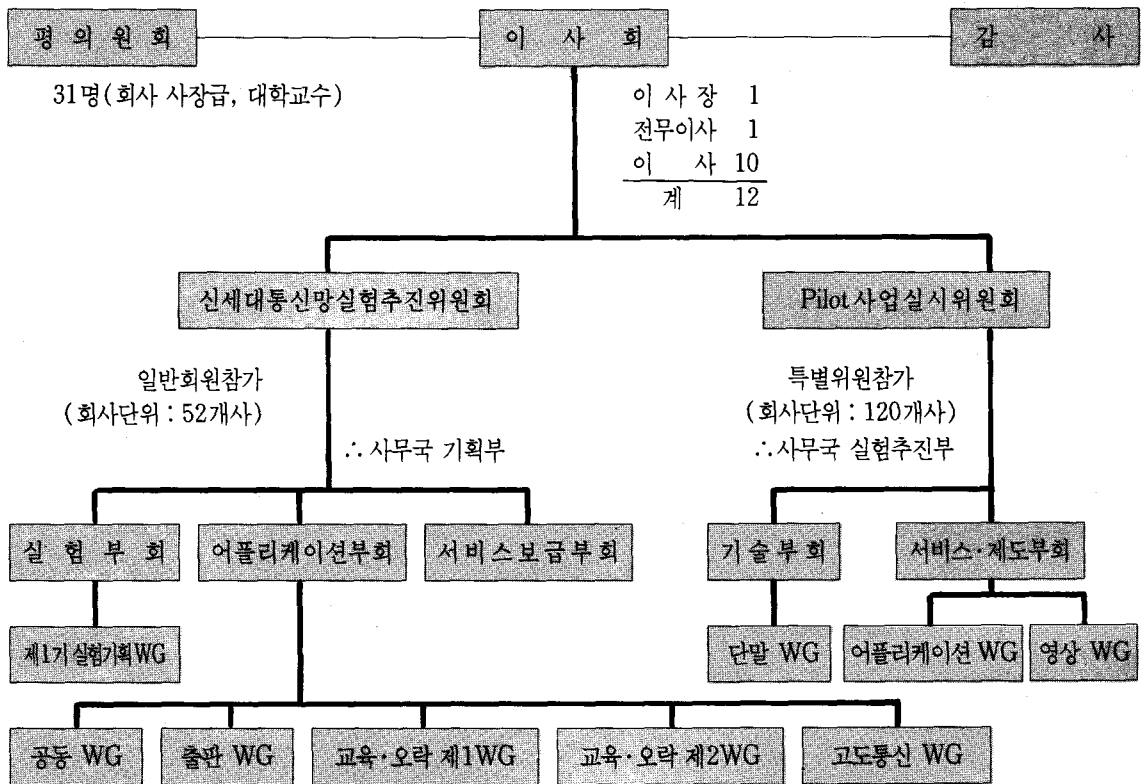 평의원회 이사회 감사
31명(회사 사장급, 대학교수)
이 사 장 1
전무이사 1
이 사 10
계 12
신세대통신망실험추진위원회 Pilot사업실시위원회
일반회원참가
(회사단위 : 52개사)
∴ 사무국 기획부
특별위원참가
(회사단위 : 120개사)
∴사무국 실험추진부
실험부회 어플리케이션부회 서비스보급부회 기술부회 서비스·제도부회
제1기 실험기획WG 단말 WG 어플리케이션 WG 영상 WG
공동 WG 출판 WG 교육·오락 제1WG 교육·오락 제2WG 고도통신 WG